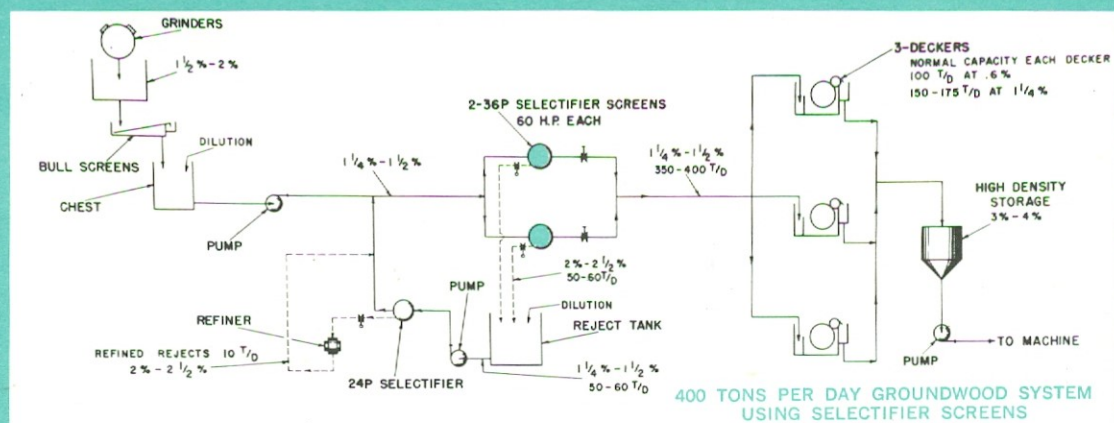 GRINDERS
1 1/2 % - 2 %
BULL SCREENS
DILUTION
CHEST
PUMP
1 1/4 % - 1 1/2 %
2-36P SELECTIFIER SCREENS
60 H.P. EACH
1 1/4 % - 1 1/2 %
350-400 T/D
3-DECKERS
NORMAL CAPACITY EACH DECKER
100 T/D AT .6 %
150-175 T/D AT 1 1/4 %
HIGH DENSITY
STORAGE
3 % - 4 %
2 % - 2 1/2 %
50-60 T/D
PUMP
DILUTION
REJECT TANK
REFINER
REFINED REJECTS 10 T/D
2 % - 2 1/2 %
24P SELECTIFIER
1 1/4 % - 1 1/2 %
50-60 T/D
PUMP
TO MACHINE
400 TONS PER DAY GROUNDWOOD SYSTEM
USING SELECTIFIER SCREENS